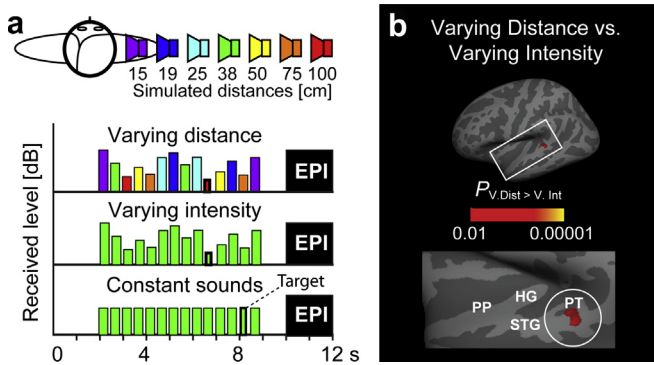 a
15 19 25 38 50 75 100
Simulated distances [cm]
Received level [dB]
Varying distance
EPI
Varying intensity
EPI
Constant sounds
Target
EPI
0 4 8 12 s
b
Varying Distance vs.
Varying Intensity
PV.Dist > V. Int
0.01 0.00001
PP HG STG PT